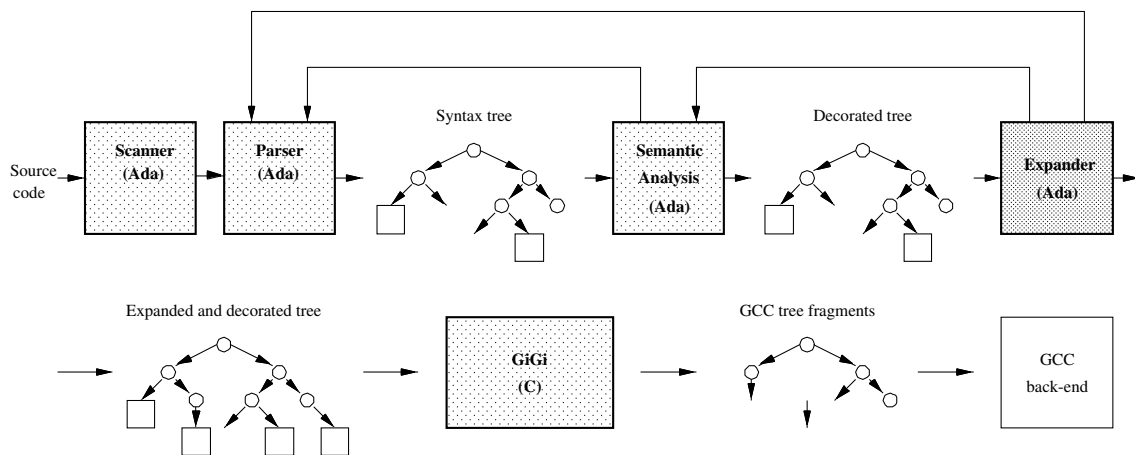 Syntax tree
Decorated tree
Source
code
Scanner
(Ada)
Parser
(Ada)
Semantic
Analysis
(Ada)
Expander
(Ada)
Expanded and decorated tree
GCC tree fragments
GiGi
(C)
GCC
back-end